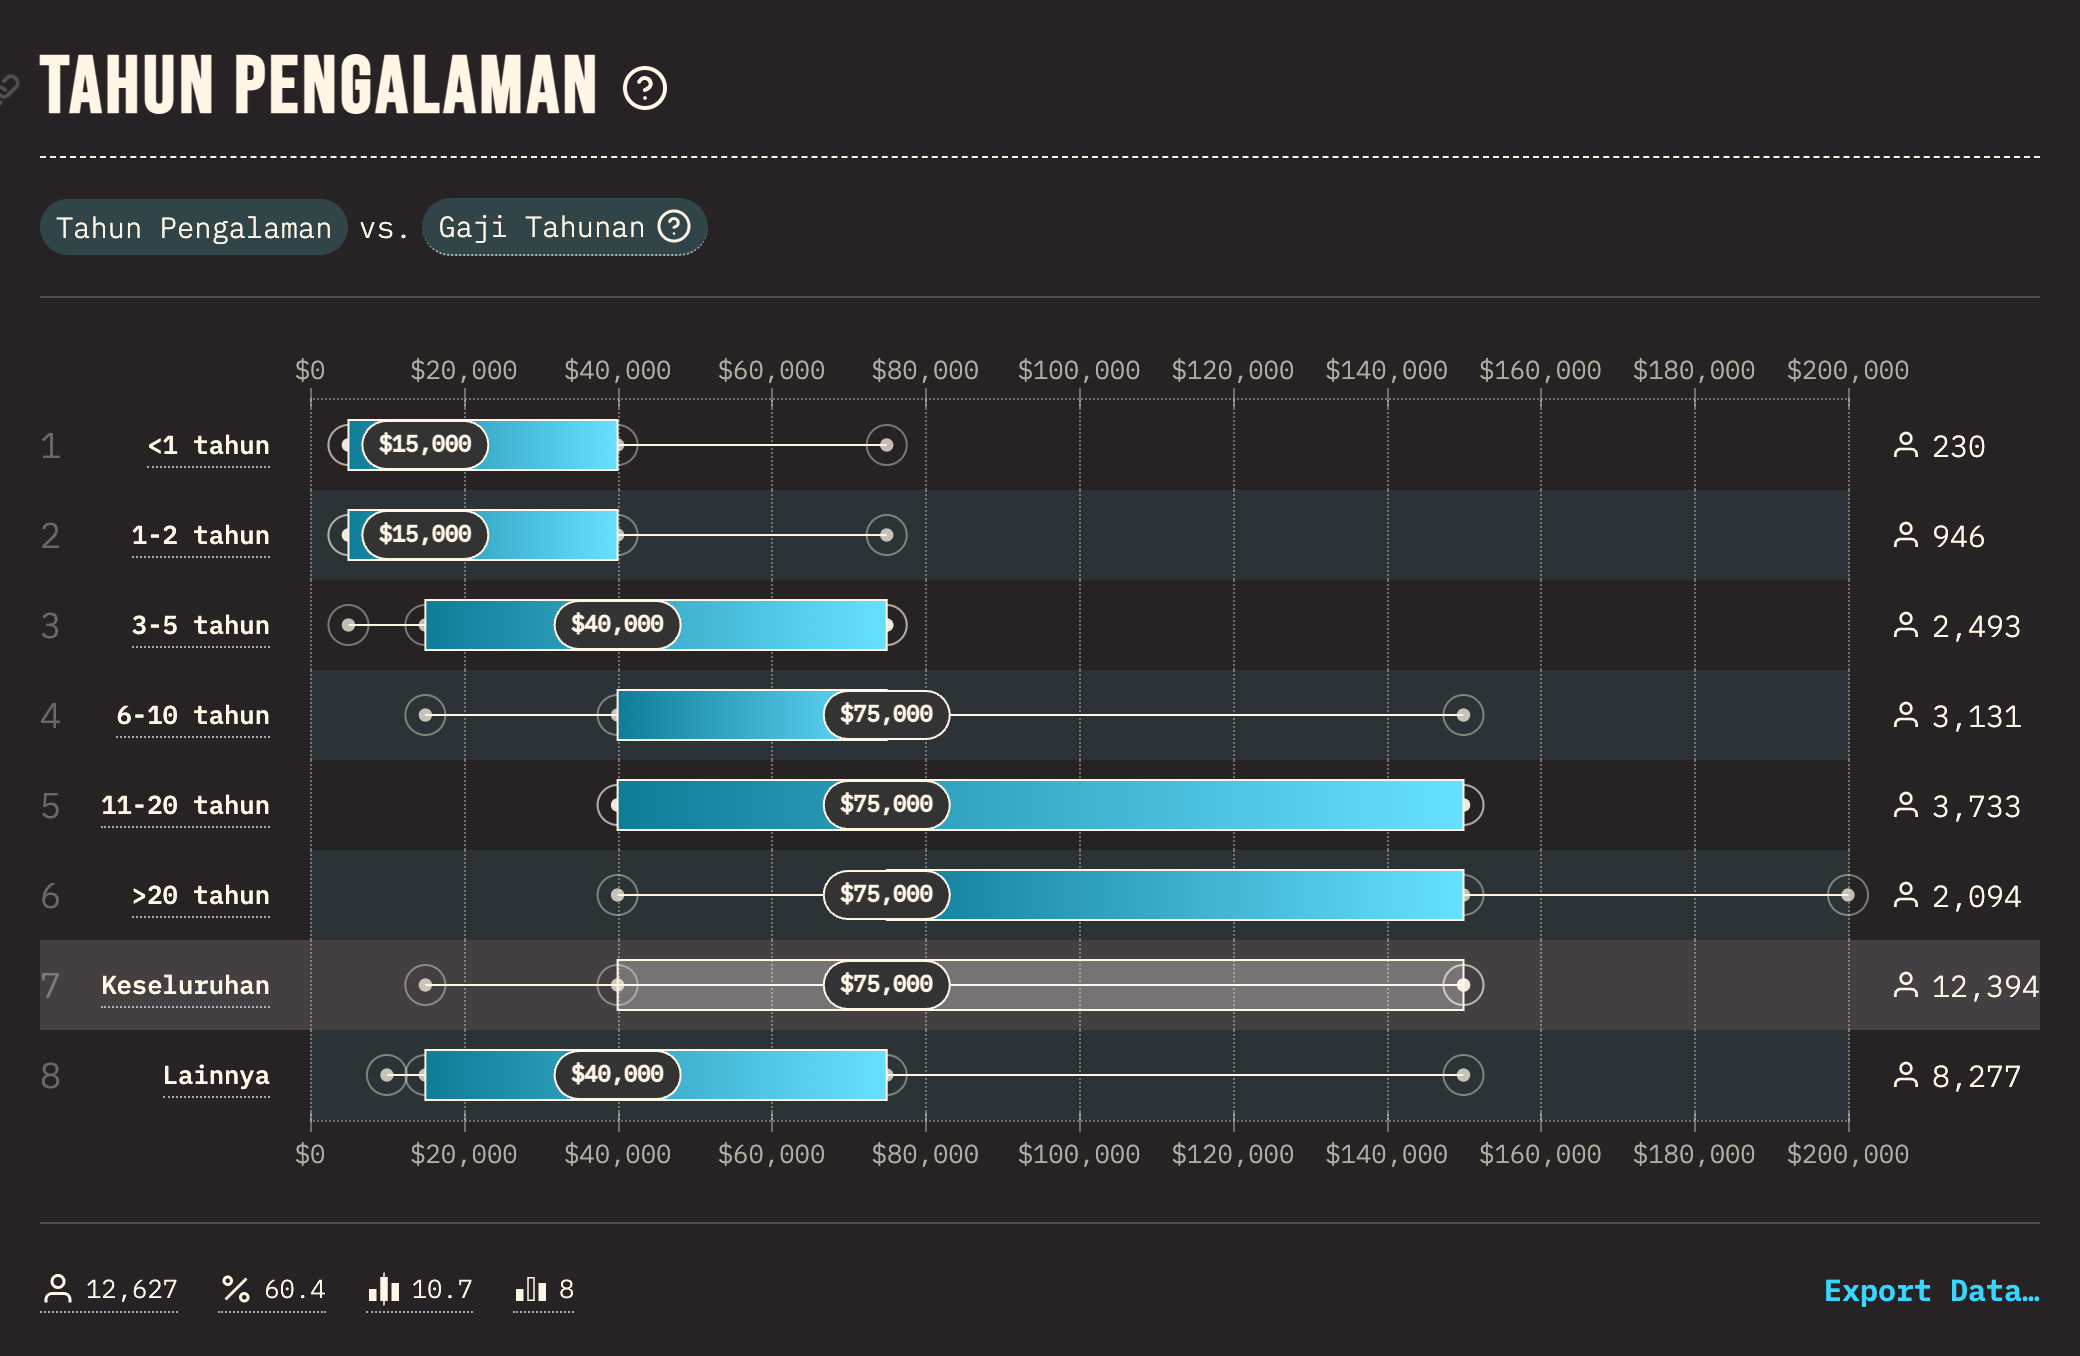 TAHUN PENGALAMAN ?
Tahun Pengalaman vs. Gaji Tahunan ?
$0 $20,000 $40,000 $60,000 $80,000 $100,000 $120,000 $140,000 $160,000 $180,000 $200,000
1 <1 tahun $15,000 230
2 1-2 tahun $15,000 946
3 3-5 tahun $40,000 2,493
4 6-10 tahun $75,000 3,131
5 11-20 tahun $75,000 3,733
6 >20 tahun $75,000 2,094
7 Keseluruhan $75,000 12,394
8 Lainnya $40,000 8,277
$0 $20,000 $40,000 $60,000 $80,000 $100,000 $120,000 $140,000 $160,000 $180,000 $200,000
12,627 % 60.4 10.7 8 Export Data…